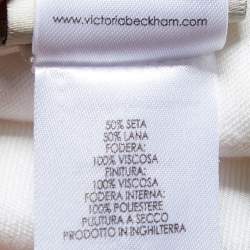 www.victoriabeckham.com
50% SETA
50% LANA
FODERA:
100% VISCOSA
FINITURA:
100% VISCOSA
FODERA INTERNA:
100% POLIESTERE
PULITURA A SECCO
PRODOTTO IN INGHILTERRA